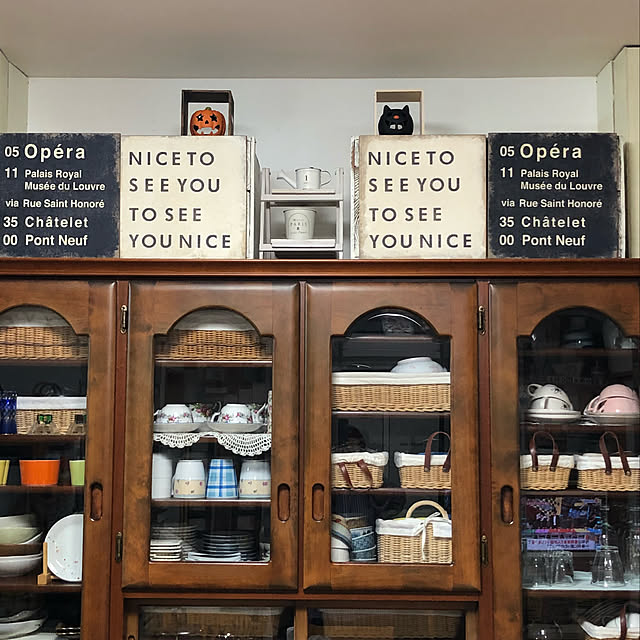 05 Opéra
11 Palais Royal
Musée du Louvre
via Rue Saint Honoré
35 Châtelet
00 Pont Neuf
NICE TO
SEE YOU
TO SEE
YOU NICE
1
PARIS
NICE TO
SEE YOU
TO SEE
YOU NICE
05 Opéra
11 Palais Royal
Musée du Louvre
via Rue Saint Honoré
35 Châtelet
00 Pont Neuf